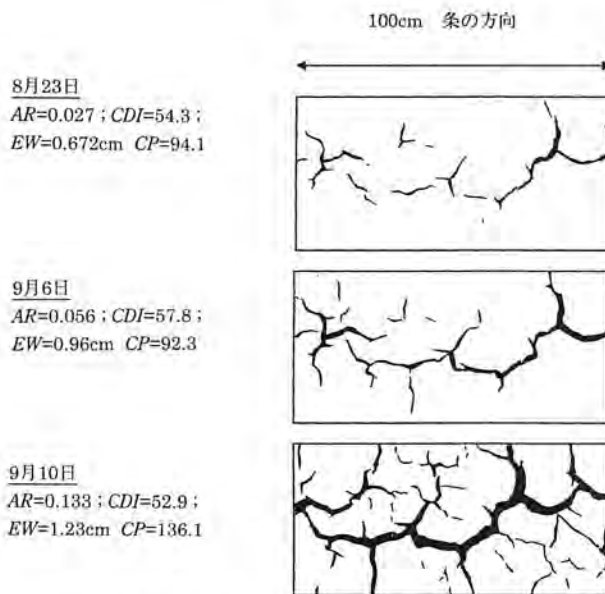 100cm 条の方向
8月23日
AR=0.027；CDI=54.3；
EW=0.672cm CP=94.1
9月6日
AR=0.056；CDI=57.8；
EW=0.96cm CP=92.3
9月10日
AR=0.133；CDI=52.9；
EW=1.23cm CP=136.1